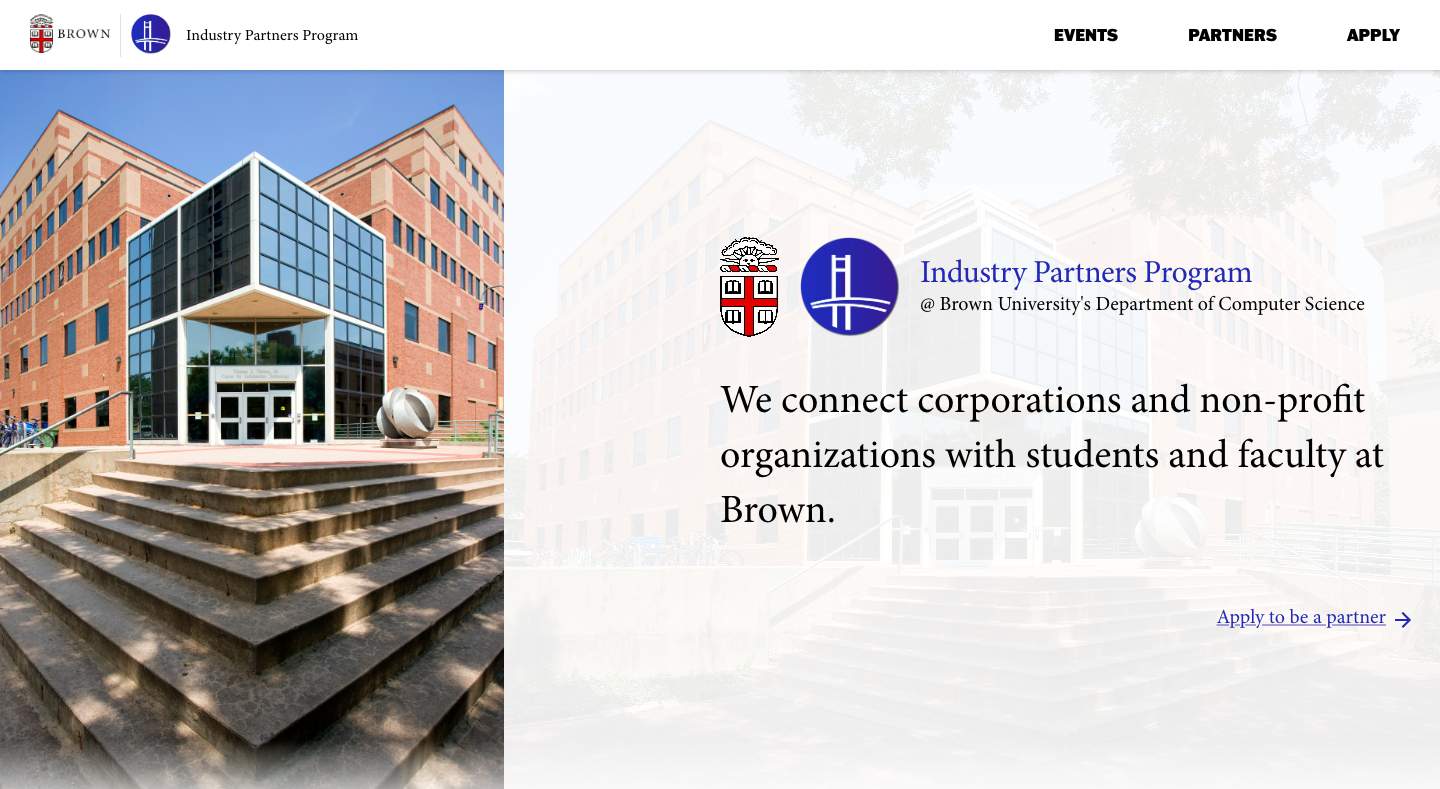 BROWN
Industry Partners Program
EVENTS
PARTNERS
APPLY
Industry Partners Program
@ Brown University's Department of Computer Science
We connect corporations and non-profit
organizations with students and faculty at
Brown.
Apply to be a partner